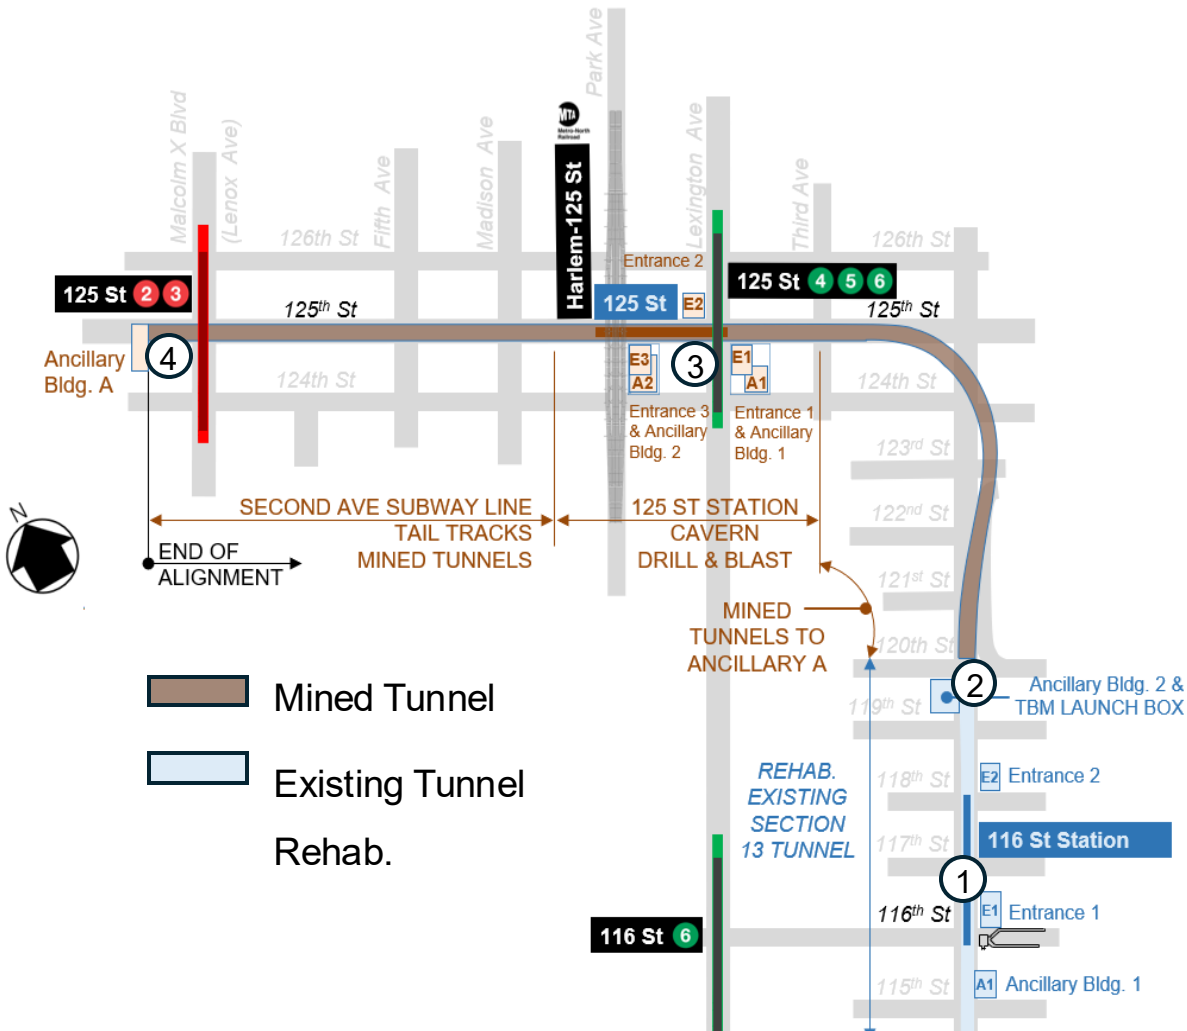 Park Ave
Malcolm X Blvd
(Lenox Ave)
Fifth Ave
Madison Ave
MTA
Metro-North
Railroad
Harlem-125 St
Lexington Ave
Third Ave
126th St
126th St
Entrance 2
125 St 2 3
125th St
125 St
E2
125 St 4 5 6
125th St
Ancillary
Bldg. A
4
124th St
E3
A2
3
E1
A1
124th St
Entrance 3
& Ancillary
Bldg. 2
Entrance 1
& Ancillary
Bldg. 1
123rd St
N
SECOND AVE SUBWAY LINE
TAIL TRACKS
MINED TUNNELS
125 ST STATION
CAVERN
DRILL & BLAST
122nd St
END OF
ALIGNMENT
121st St
MINED
TUNNELS TO
ANCILLARY A
120th St
Mined Tunnel
2
Ancillary Bldg. 2 &
TBM LAUNCH BOX
119th St
Existing Tunnel
Rehab.
REHAB.
EXISTING
SECTION
13 TUNNEL
118th St
E2 Entrance 2
117th St
116 St Station
1
116th St
E1 Entrance 1
116 St 6
115th St
A1 Ancillary Bldg. 1